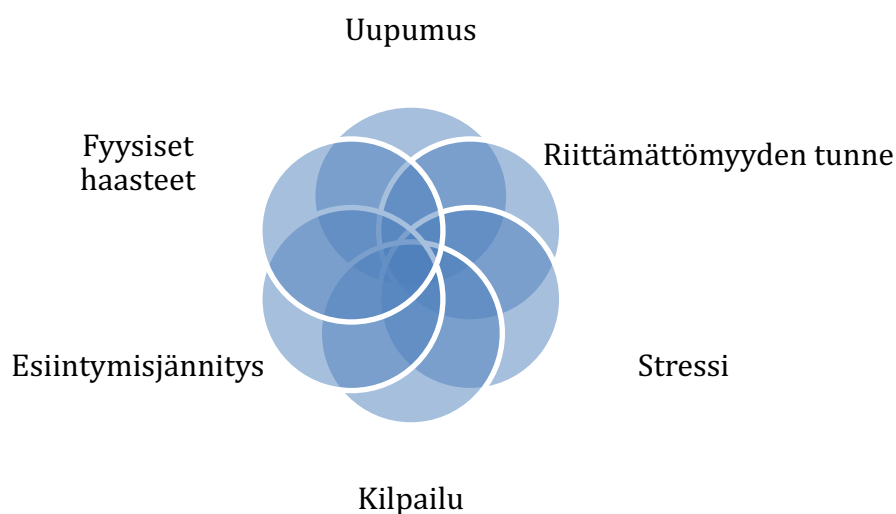 Uupumus
Fyysiset
haasteet
Riittämättömyyden tunne
Esiintymisjännitys
Stressi
Kilpailu